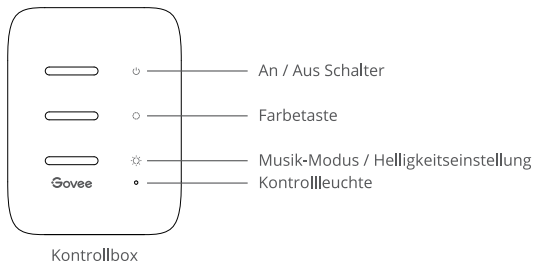 An / Aus Schalter
Farbetaste
Musik-Modus / Helligkeitseinstellung
Govee
Kontrollleuchte
Kontrollbox